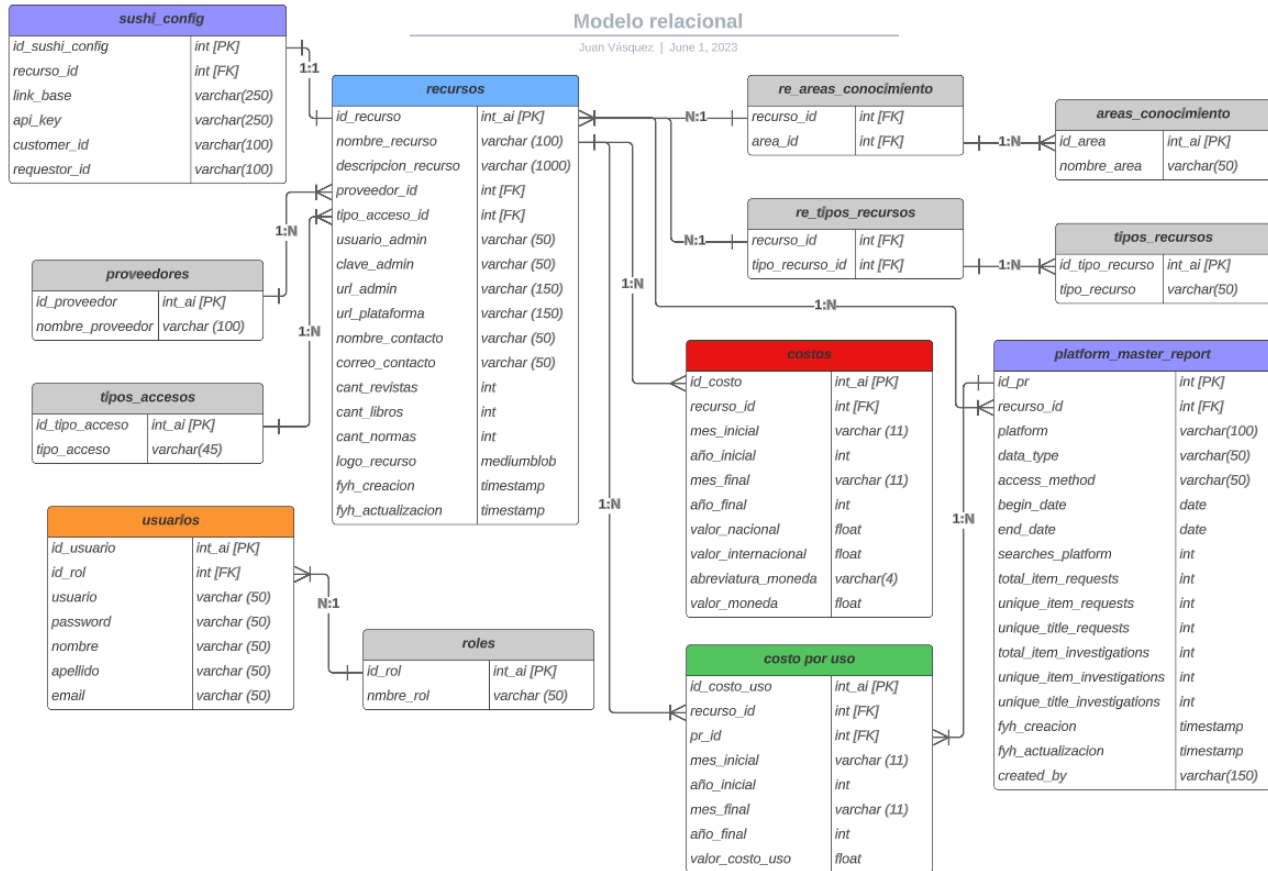 Modelo relacional
Juan Vásquez | June 1, 2023
sushi_config
id_sushi_config int [PK]
recurso_id int [FK]
link_base varchar(250)
api_key varchar(250)
customer_id varchar(100)
requestor_id varchar(100)
1:1
recursos
id_recurso int_ai [PK]
nombre_recurso varchar (100)
descripcion_recurso varchar (1000)
proveedor_id int [FK]
tipo_acceso_id int [FK]
usuario_admin varchar (50)
clave_admin varchar (50)
url_admin varchar (150)
url_plataforma varchar (150)
nombre_contacto varchar (50)
correo_contacto varchar (50)
cant_revistas int
cant_libros int
cant_normas int
logo_recurso mediumblob
fyh_creacion timestamp
fyh_actualizacion timestamp
N:1
re_areas_conocimiento
recurso_id int [FK]
area_id int [FK]
1:N
areas_conocimiento
id_area int_ai [PK]
nombre_area varchar(50)
N:1
re_tipos_recursos
recurso_id int [FK]
tipo_recurso_id int [FK]
1:N
tipos_recursos
id_tipo_recurso int_ai [PK]
tipo_recurso varchar(50)
1:N
proveedores
id_proveedor int_ai [PK]
nombre_proveedor varchar (100)
1:N
tipos_accesos
id_tipo_acceso int_ai [PK]
tipo_acceso varchar(45)
1:N
1:N
costos
id_costo int_ai [PK]
recurso_id int [FK]
mes_inicial varchar (11)
año_inicial int
mes_final varchar (11)
año_final int
valor_nacional float
valor_internacional float
abreviatura_moneda varchar(4)
valor_moneda float
platform_master_report
id_pr int [PK]
recurso_id int [FK]
platform varchar(100)
data_type varchar(50)
access_method varchar(50)
begin_date date
end_date date
searches_platform int
total_item_requests int
unique_item_requests int
unique_title_requests int
total_item_investigations int
unique_item_investigations int
unique_title_investigations int
fyh_creacion timestamp
fyh_actualizacion timestamp
created_by varchar(150)
1:N
1:N
usuarios
id_usuario int_ai [PK]
id_rol int [FK]
usuario varchar (50)
password varchar (50)
nombre varchar (50)
apellido varchar (50)
email varchar (50)
N:1
roles
id_rol int_ai [PK]
nmbre_rol varchar (50)
costo por uso
id_costo_uso int_ai [PK]
recurso_id int [FK]
pr_id int [FK]
mes_inicial varchar (11)
año_inicial int
mes_final varchar (11)
año_final int
valor_costo_uso float